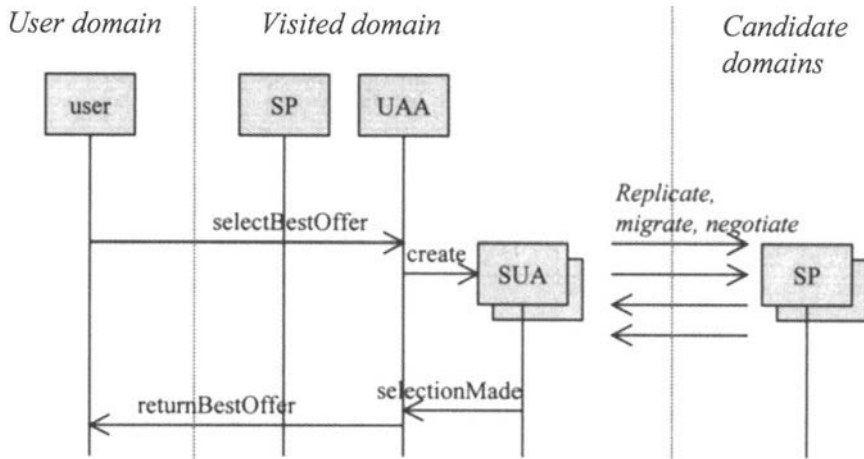 User domain
Visited domain
Candidate
domains
user
SP
UAA
Replicate,
migrate, negotiate
selectBestOffer
create
SUA
SP
selectionMade
returnBestOffer